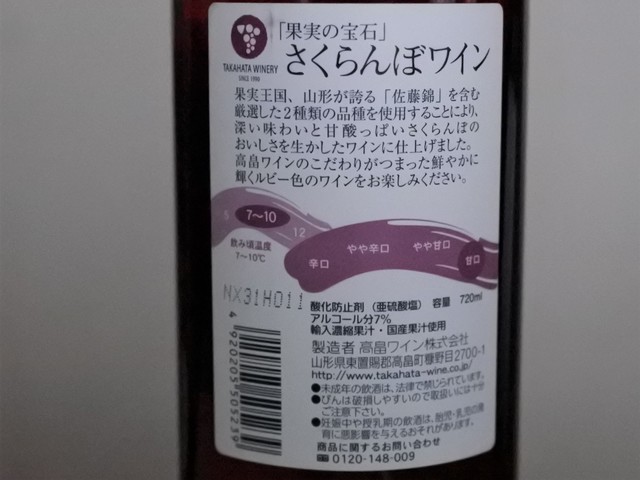 「果実の宝石」
TAKAHATA WINERY
SINCE 1990
さくらんぼワイン
果実王国、山形が誇る「佐藤錦」を含む
厳選した2種類の品種を使用することにより、
深い味わいと甘酸っぱいさくらんぼの
おいしさを生かしたワインに仕上げました。
高畠ワインのこだわりがつまった鮮やかに
輝くルビー色のワインをお楽しみください。
5 7〜10 12
飲み頃温度
7〜10℃
辛口 やや辛口 やや甘口 甘口
NX31H011
酸化防止剤（亜硫酸塩） 容量 720ml
アルコール分7%
輸入濃縮果汁・国産果汁使用
製造者 高畠ワイン株式会社
山形県東置賜郡高畠町糠野目2700-1
http://www.takahata-wine.co.jp/
●未成年の飲酒は、法律で禁じられています。
●びんは破損しやすいので取扱いには十分
ご注意下さい。
●妊娠中や授乳期の飲酒は、胎児・乳児の発
育に悪影響を与えるおそれがあります。
商品に関するお問い合わせ
0120-148-009
4920205505239